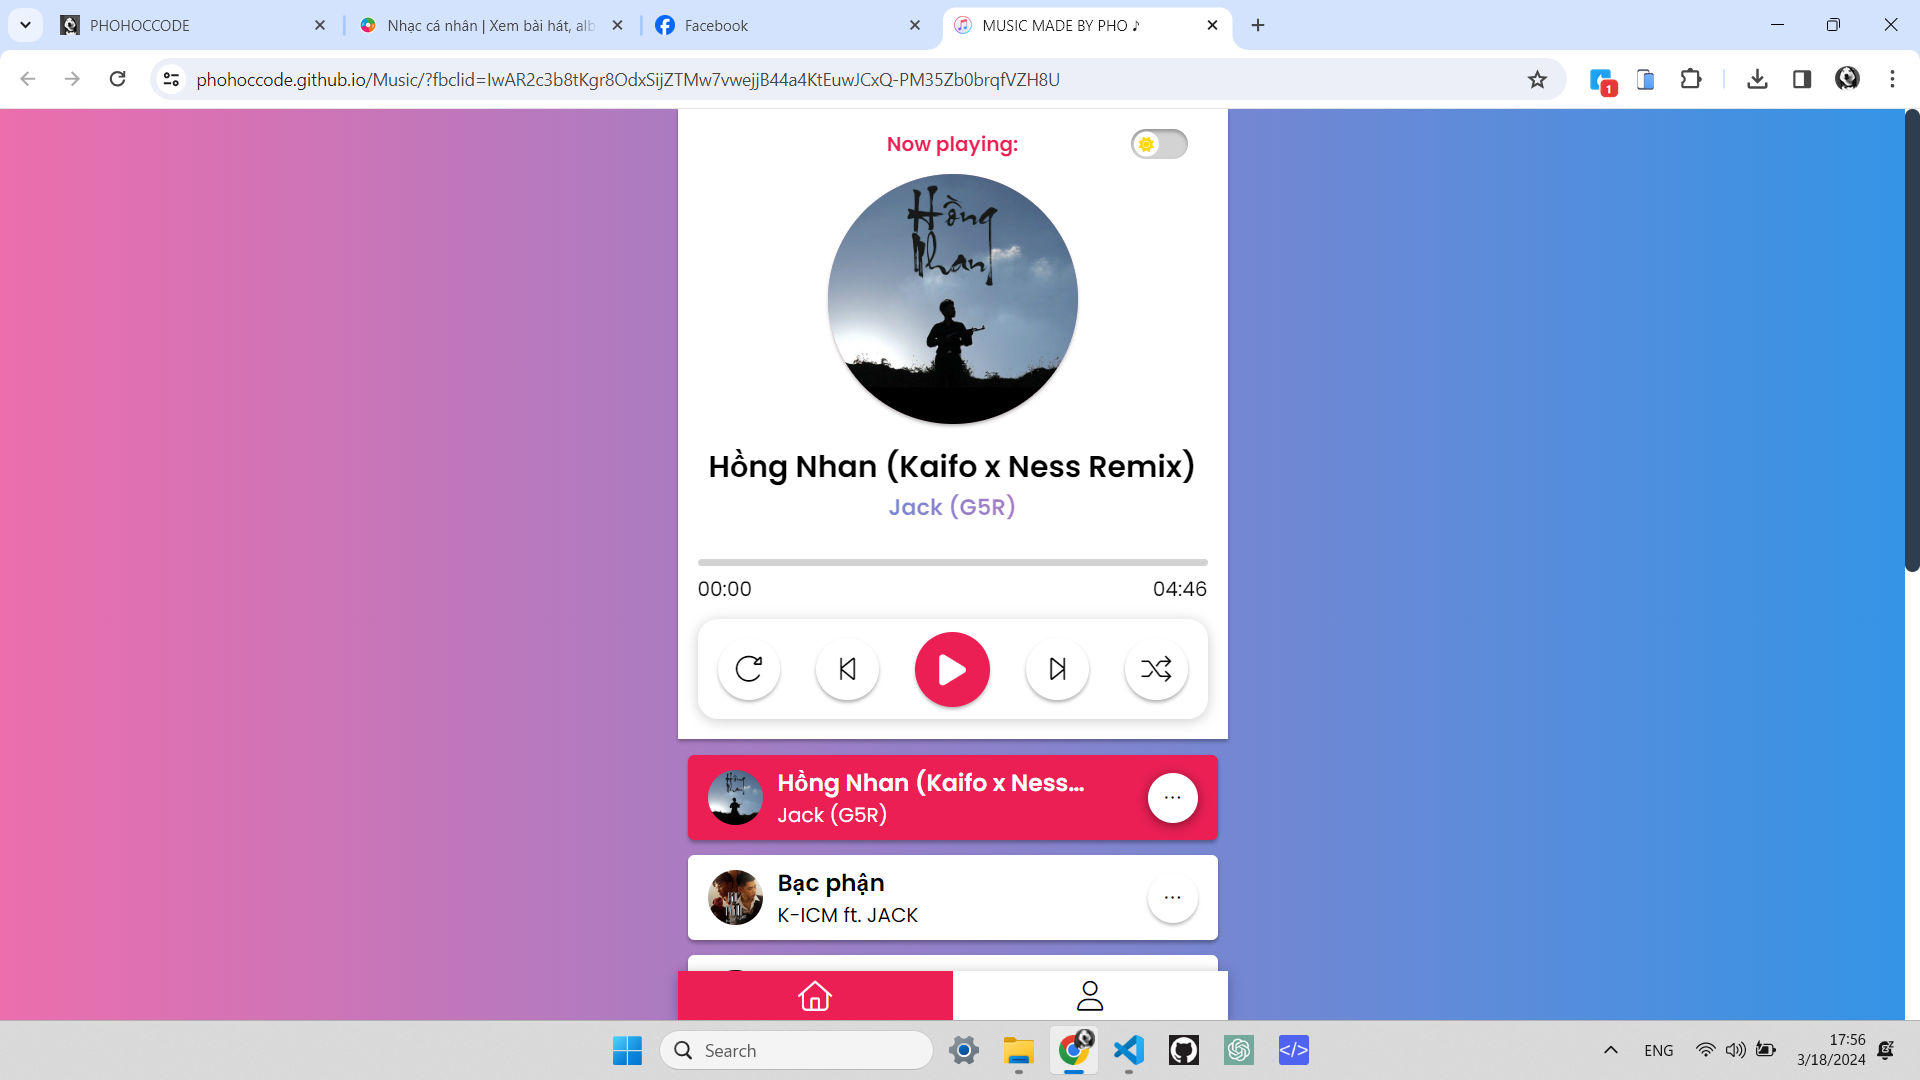 PHOHOCCODE
Nhạc cá nhân | Xem bài hát, alb
Facebook
MUSIC MADE BY PHO ♪
phohoccode.github.io/Music/?fbclid=IwAR2c3b8tKgr8OdxSijZTMw7vwejjB44a4KtEuwJCxQ-PM35Zb0brqfVZH8U
1
Now playing:
Hồng
Nhan
Hồng Nhan (Kaifo x Ness Remix)
Jack (G5R)
00:00
04:46
Hồng Nhan (Kaifo x Ness...
Jack (G5R)
Bạc phận
K-ICM ft. JACK
Search
ENG
17:56
3/18/2024